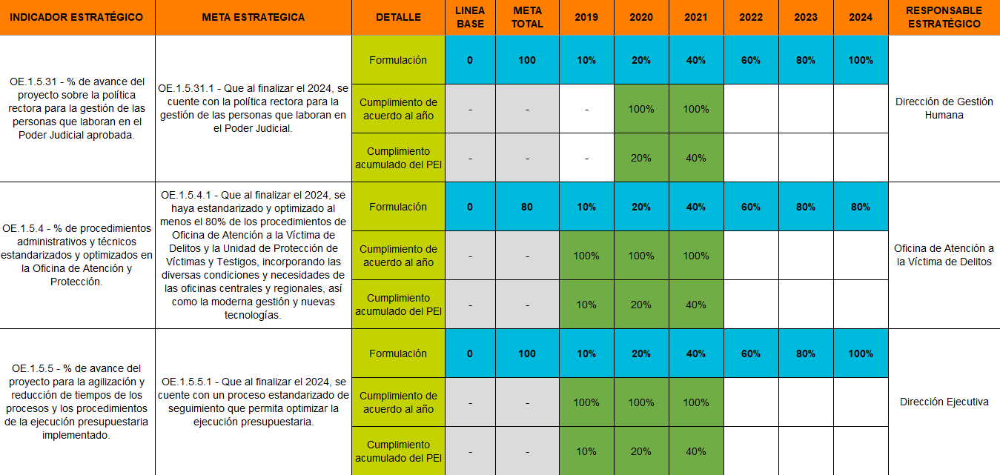 INDICADOR ESTRATÉGICO META ESTRATEGICA DETALLE LINEA BASE META TOTAL 2019 2020 2021 2022 2023 2024 RESPONSABLE ESTRATÉGICO
OE.1.5.31 - % de avance del
proyecto sobre la política
rectora para la gestión de las
personas que laboran en el
Poder Judicial aprobada.
OE.1.5.31.1 - Que al finalizar el 2024, se
cuente con la política rectora para la
gestión de las personas que laboran en
el Poder Judicial.
Formulación 0 100 10% 20% 40% 60% 80% 100%
Cumplimiento de
acuerdo al año - - - 100% 100%
Cumplimiento
acumulado del PEI - - - 20% 40%
Dirección de Gestión
Humana
OE.1.5.4 - % de procedimientos
administrativos y técnicos
estandarizados y optimizados en
la Oficina de Atención y
Protección.
OE.1.5.4.1 - Que al finalizar el 2024, se
haya estandarizado y optimizado al
menos el 80% de los procedimientos de
Oficina de Atención a la Víctima de
Delitos y la Unidad de Protección de
Víctimas y Testigos, incorporando las
diversas condiciones y necesidades de
las oficinas centrales y regionales, así
como la moderna gestión y nuevas
tecnologías.
Formulación 0 80 10% 20% 40% 60% 80% 80%
Cumplimiento de
acuerdo al año - - 100% 100% 100%
Cumplimiento
acumulado del PEI - - 10% 20% 40%
Oficina de Atención a
la Víctima de Delitos
OE.1.5.5 - % de avance del
proyecto para la agilización y
reducción de tiempos de los
procesos y los procedimientos
de la ejecución presupuestaria
implementado.
OE.1.5.5.1 - Que al finalizar el 2024, se
cuente con un proceso estandarizado de
seguimiento que permita optimizar la
ejecución presupuestaria.
Formulación 0 100 10% 20% 40% 60% 80% 100%
Cumplimiento de
acuerdo al año - - 100% 100% 100%
Cumplimiento
acumulado del PEI - - 10% 20% 40%
Dirección Ejecutiva